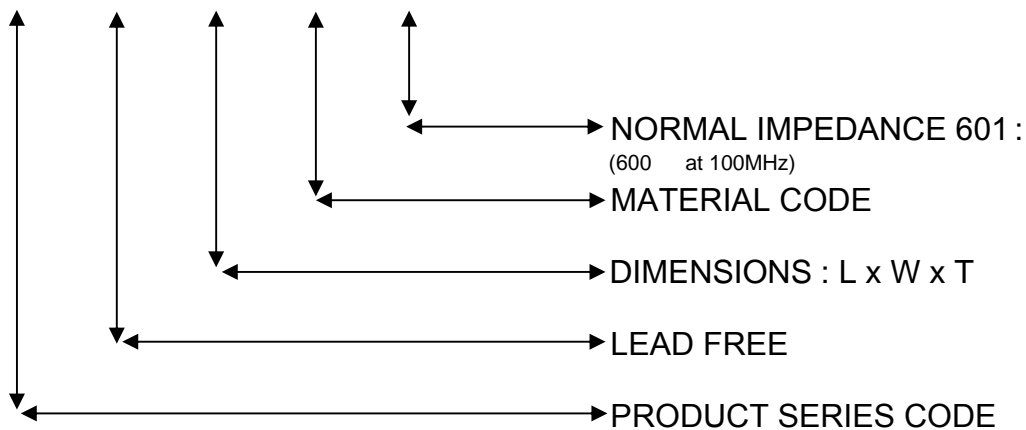 NORMAL IMPEDANCE 601 :
(600 at 100MHz)
MATERIAL CODE
DIMENSIONS : L x W x T
LEAD FREE
PRODUCT SERIES CODE